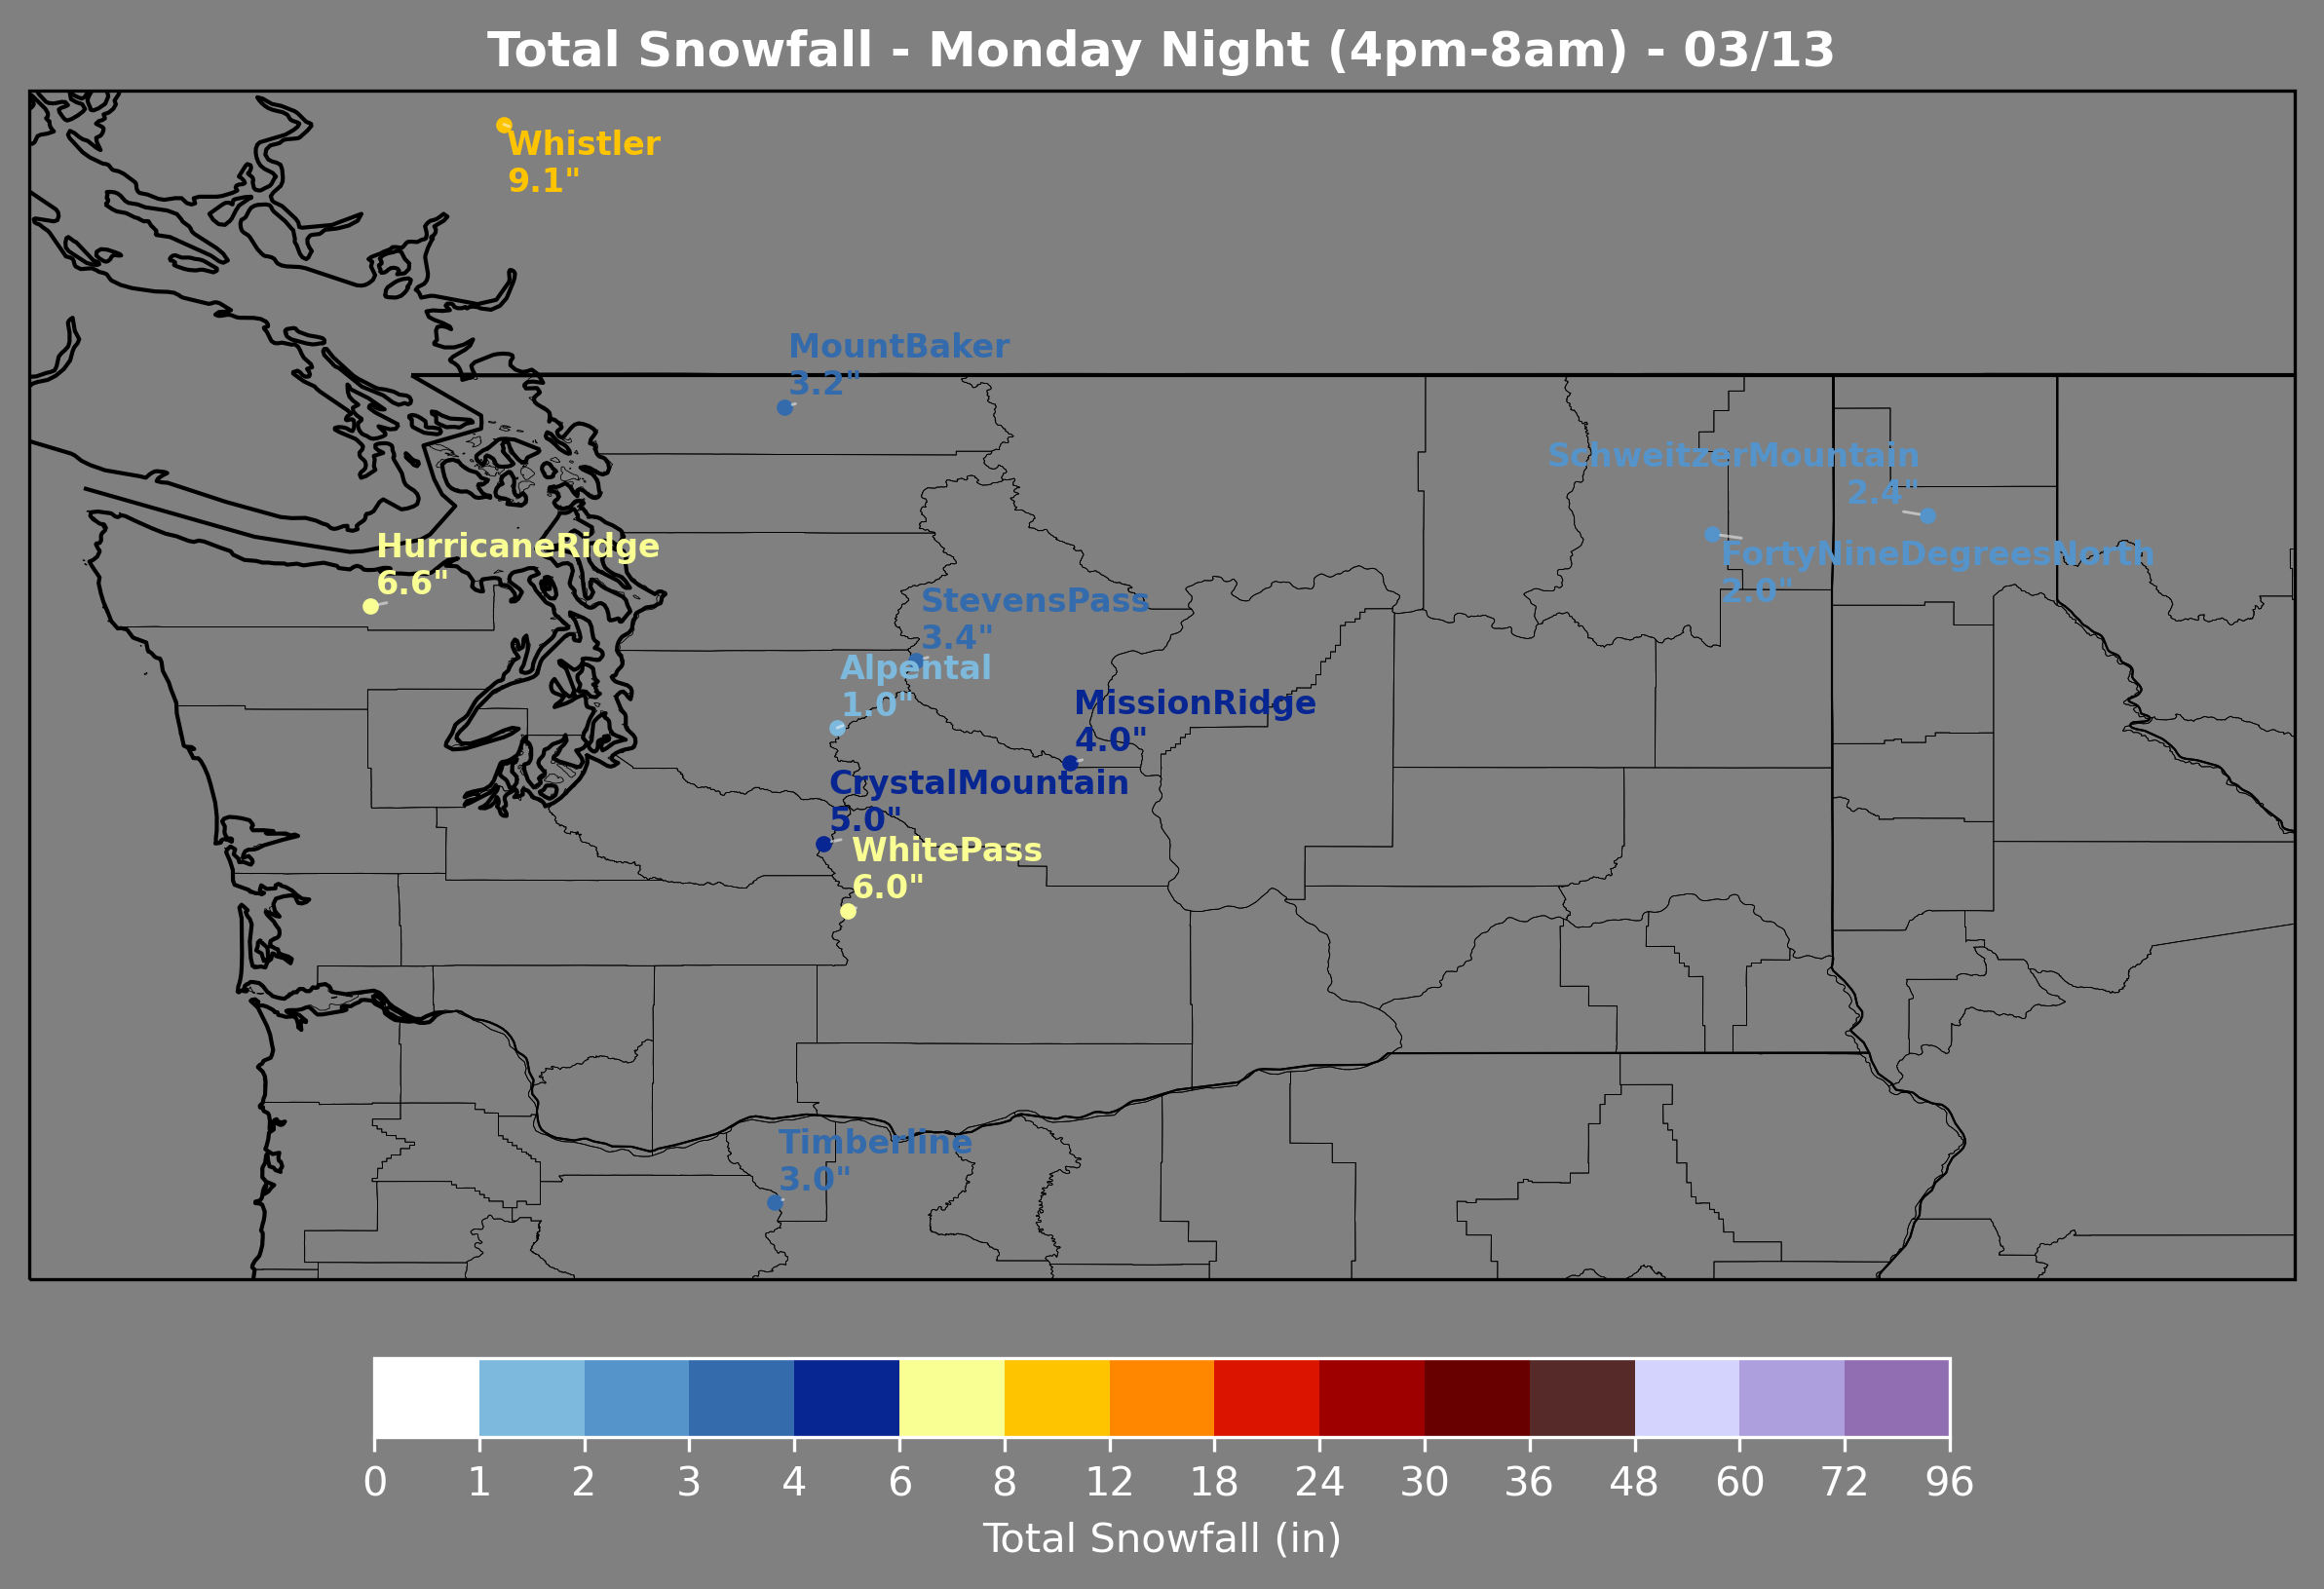 Total Snowfall - Monday Night (4pm-8am) - 03/13
Whistler
9.1"
MountBaker
3.2"
SchweitzerMountain
2.4"
HurricaneRidge
6.6"
FortyNineDegreesNorth
2.0"
StevensPass
3.4"
Alpental
1.0"
MissionRidge
4.0"
CrystalMountain
5.0"
WhitePass
6.0"
Timberline
3.0"
0 1 2 3 4 6 8 12 18 24 30 36 48 60 72 96
Total Snowfall (in)